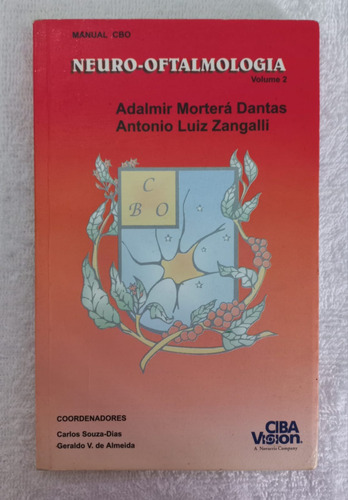 MANUAL CBO
NEURO-OFTALMOLOGIA
Volume 2
Adalmir Morterá Dantas
Antonio Luiz Zangalli
C
B O
COORDENADORES
Carlos Souza-Dias
Geraldo V. de Almeida
CIBA
Vision
A Novartis Company